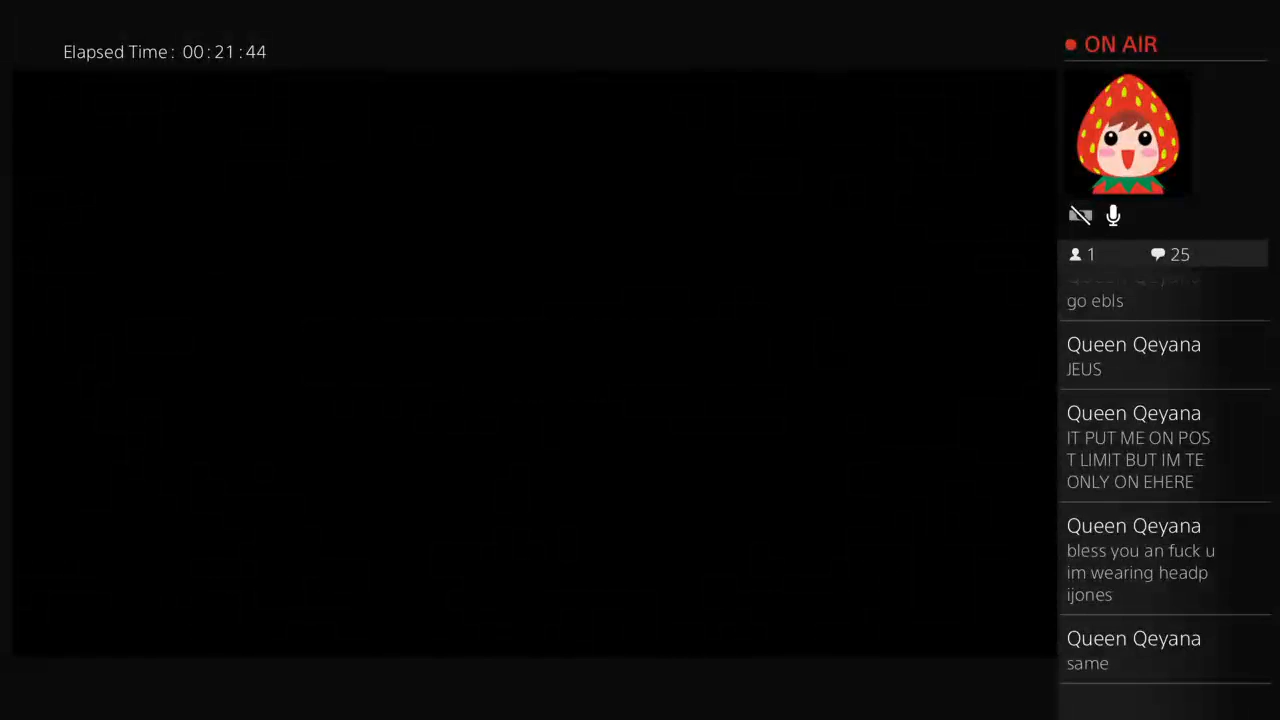 Elapsed Time: 00:21:44
ON AIR
1 25
go ebls
Queen Qeyana
JEUS
Queen Qeyana
IT PUT ME ON POS
T LIMIT BUT IM TE
ONLY ON EHERE
Queen Qeyana
bless you an fuck u
im wearing headp
ijones
Queen Qeyana
same